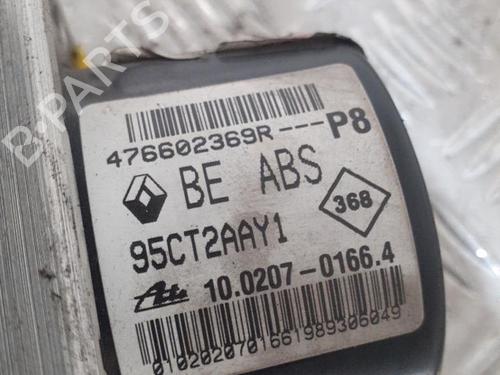 B-PARTS
476602369R---P8
BE ABS
368
95CT2AAY1
Ate 10.0207-0166.4
0102020701661989306049